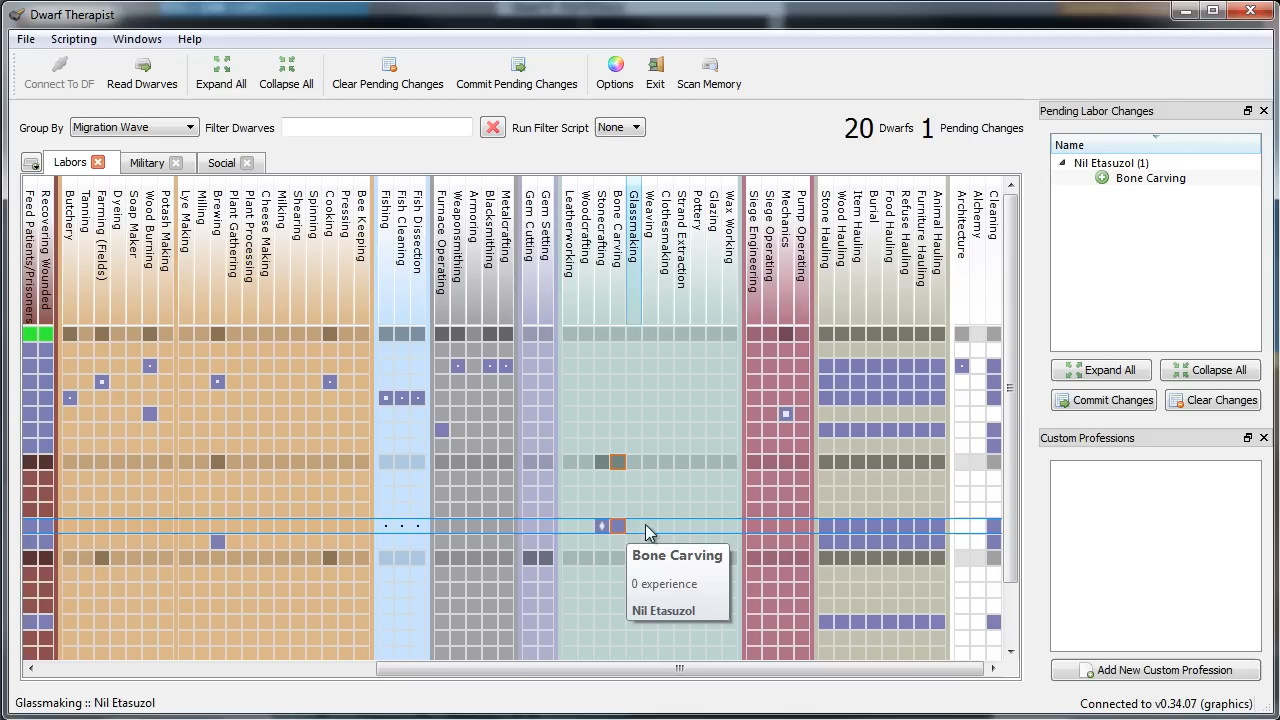 Dwarf Therapist
File Scripting Windows Help
Connect To DF Read Dwarves Expand All Collapse All Clear Pending Changes Commit Pending Changes Options Exit Scan Memory
Group By Migration Wave Filter Dwarves Run Filter Script None 20 Dwarfs 1 Pending Changes
Labors Military Social
Feed Patients/Prisoners
Recovering Wounded
Butchery
Tanning
Farming (Fields)
Dyeing
Soap Maker
Wood Burning
Potash Making
Lye Making
Milling
Brewing
Plant Gathering
Plant Processing
Cheese Making
Milking
Shearing
Spinning
Cooking
Pressing
Bee Keeping
Fishing
Fish Cleaning
Fish Dissection
Furnace Operating
Weaponsmithing
Armoring
Blacksmithing
Metalcrafting
Gem Cutting
Gem Setting
Leatherworking
Woodcrafting
Stonecrafting
Bone Carving
Glassmaking
Weaving
Clothesmaking
Strand Extraction
Pottery
Glazing
Wax Working
Siege Engineering
Siege Operating
Mechanics
Pump Operating
Stone Hauling
Wood Hauling
Item Hauling
Burial
Food Hauling
Refuse Hauling
Furniture Hauling
Animal Hauling
Architecture
Alchemy
Cleaning
Bone Carving
0 experience
Nil Etasuzol
Pending Labor Changes
Name
Nil Etasuzol (1)
Bone Carving
Expand All Collapse All
Commit Changes Clear Changes
Custom Professions
Add New Custom Profession
Glassmaking :: Nil Etasuzol
Connected to v0.34.07 (graphics)